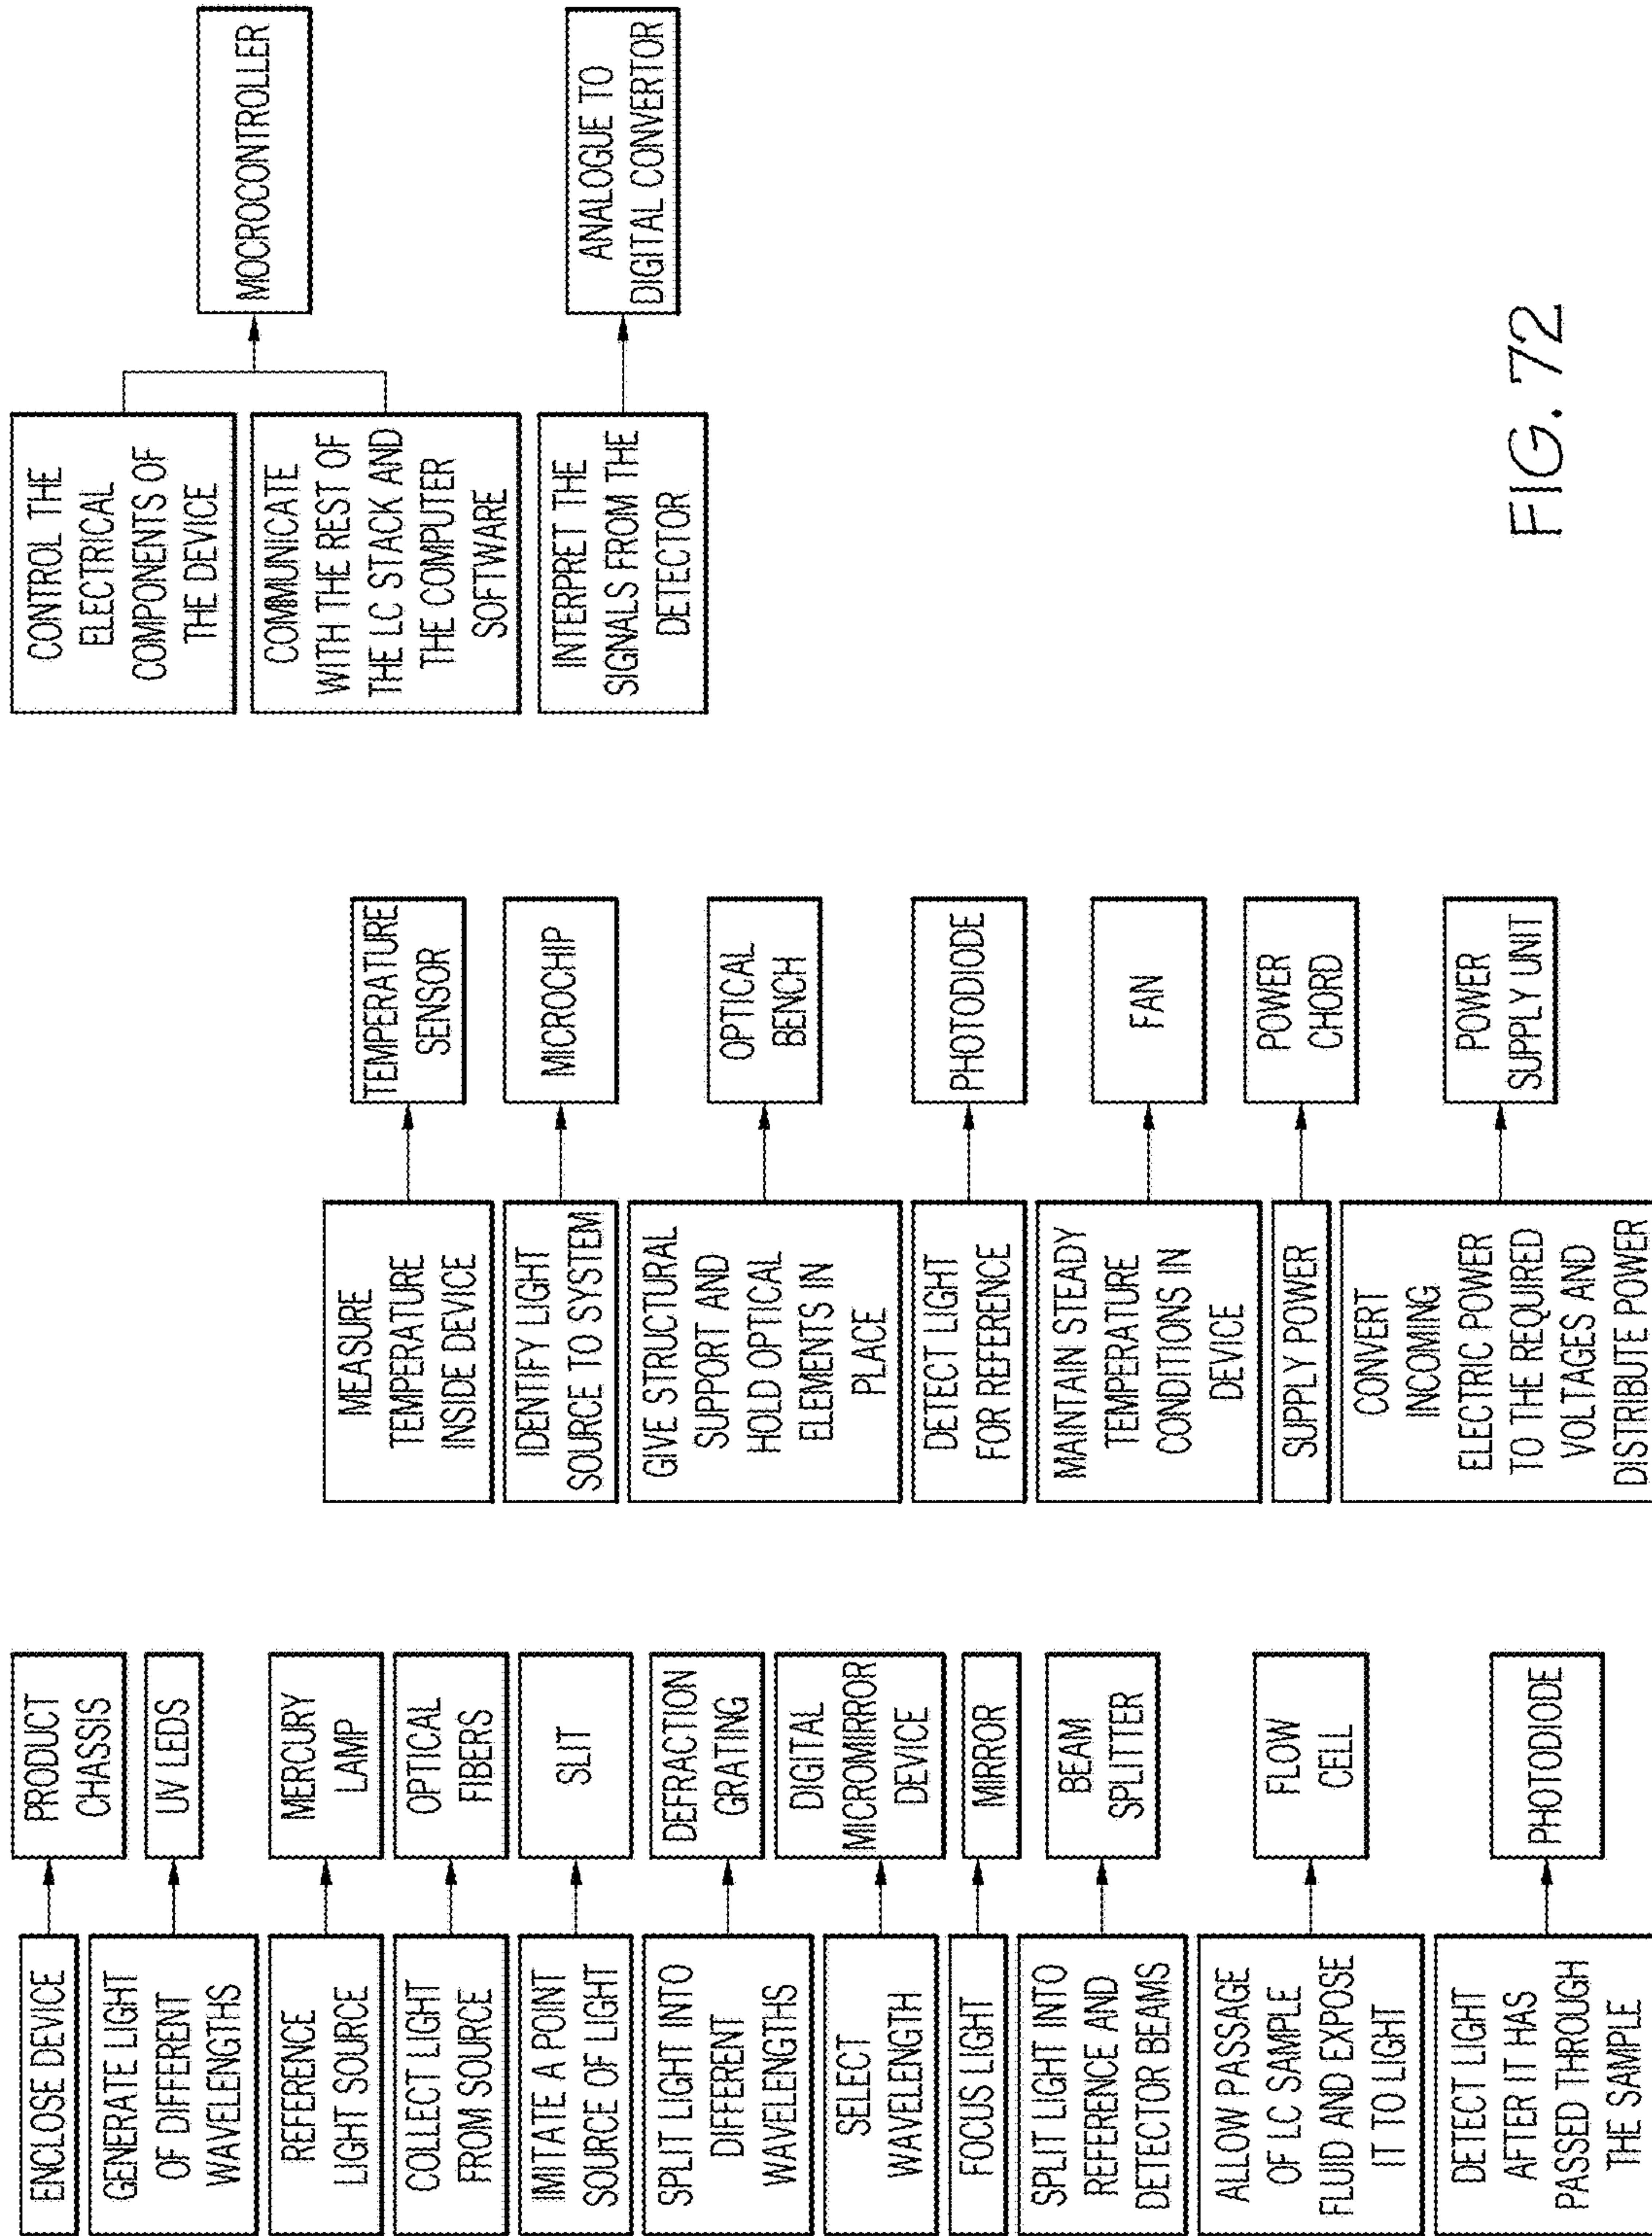 ENCLOSE DEVICE
PRODUCT
CHASSIS
GENERATE LIGHT
OF DIFFERENT
WAVELENGTHS
UV LEDS
REFERENCE
LIGHT SOURCE
MERCURY
LAMP
COLLECT LIGHT
FROM SOURCE
OPTICAL
FIBERS
IMITATE A POINT
SOURCE OF LIGHT
SLIT
SPLIT LIGHT INTO
DIFFERENT
WAVELENGTHS
DEFRACTION
GRATING
SELECT
WAVELENGTH
DIGITAL
MICROMIRROR
DEVICE
FOCUS LIGHT
MIRROR
SPLIT LIGHT INTO
REFERENCE AND
DETECTOR BEAMS
BEAM
SPLITTER
ALLOW PASSAGE
OF LC SAMPLE
FLUID AND EXPOSE
IT TO LIGHT
FLOW
CELL
DETECT LIGHT
AFTER IT HAS
PASSED THROUGH
THE SAMPLE
PHOTODIODE
MEASURE
TEMPERATURE
INSIDE DEVICE
TEMPERATURE
SENSOR
IDENTIFY LIGHT
SOURCE TO SYSTEM
MICROCHIP
GIVE STRUCTURAL
SUPPORT AND
HOLD OPTICAL
ELEMENTS IN
PLACE
OPTICAL
BENCH
DETECT LIGHT
FOR REFERENCE
PHOTODIODE
MAINTAIN STEADY
TEMPERATURE
CONDITIONS IN
DEVICE
FAN
SUPPLY POWER
POWER
CHORD
CONVERT
INCOMING
ELECTRIC POWER
TO THE REQUIRED
VOLTAGES AND
DISTRIBUTE POWER
POWER
SUPPLY UNIT
CONTROL THE
ELECTRICAL
COMPONENTS OF
THE DEVICE
COMMUNICATE
WITH THE REST OF
THE LC STACK AND
THE COMPUTER
SOFTWARE
MOCROCONTROLLER
INTERPRET THE
SIGNALS FROM THE
DETECTOR
ANALOGUE TO
DIGITAL CONVERTOR
FIG. 72